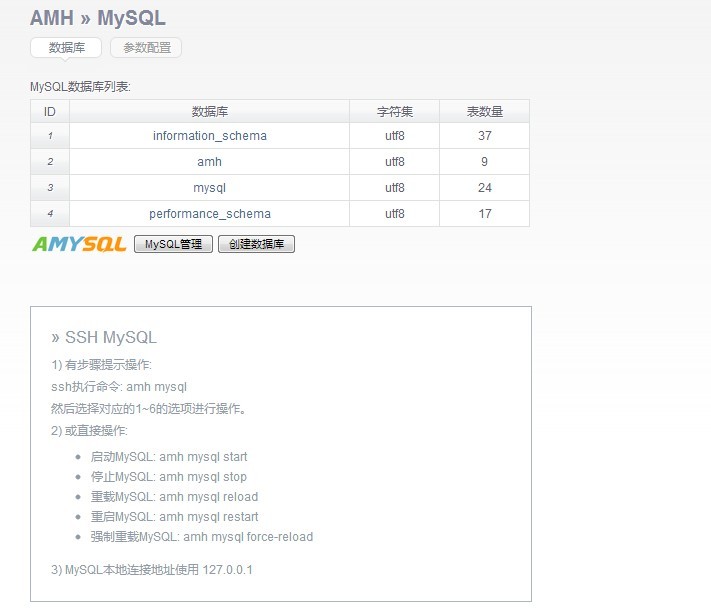 AMH » MySQL
数据库 参数配置
MySQL数据库列表:
ID 数据库 字符集 表数量
1 information_schema utf8 37
2 amh utf8 9
3 mysql utf8 24
4 performance_schema utf8 17
AMYSQL MySQL管理 创建数据库
» SSH MySQL
1) 有步骤提示操作:
ssh执行命令: amh mysql
然后选择对应的1~6的选项进行操作。
2) 或直接操作:
• 启动MySQL: amh mysql start
• 停止MySQL: amh mysql stop
• 重载MySQL: amh mysql reload
• 重启MySQL: amh mysql restart
• 强制重载MySQL: amh mysql force-reload
3) MySQL本地连接地址使用 127.0.0.1